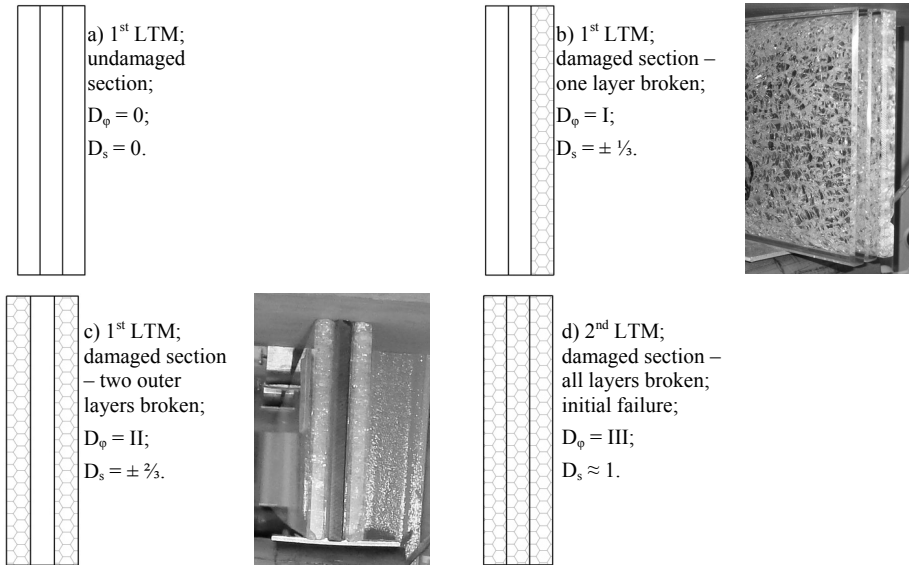 a) 1st LTM;
undamaged
section;
Dφ = 0;
Ds = 0.
b) 1st LTM;
damaged section –
one layer broken;
Dφ = I;
Ds = ± ⅓.
c) 1st LTM;
damaged section
– two outer
layers broken;
Dφ = II;
Ds = ± ⅔.
d) 2nd LTM;
damaged section –
all layers broken;
initial failure;
Dφ = III;
Ds ≈ 1.